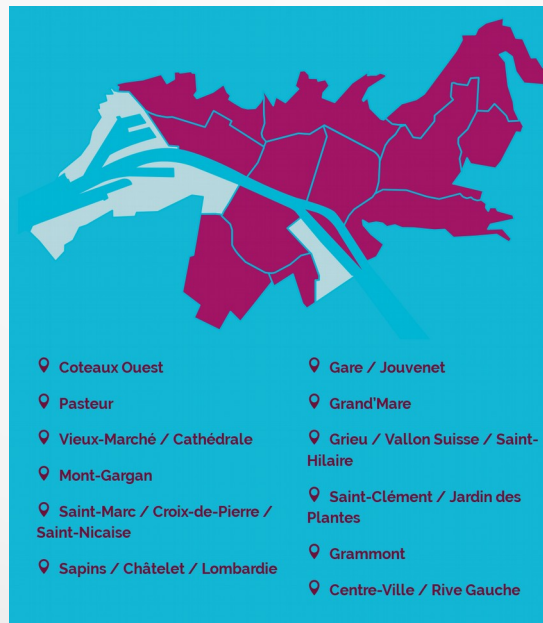 Coteaux Ouest
Pasteur
Vieux-Marché / Cathédrale
Mont-Gargan
Saint-Marc / Croix-de-Pierre /
Saint-Nicaise
Sapins / Châtelet / Lombardie
Gare / Jouvenet
Grand'Mare
Grieu / Vallon Suisse / Saint-
Hilaire
Saint-Clément / Jardin des
Plantes
Grammont
Centre-Ville / Rive Gauche